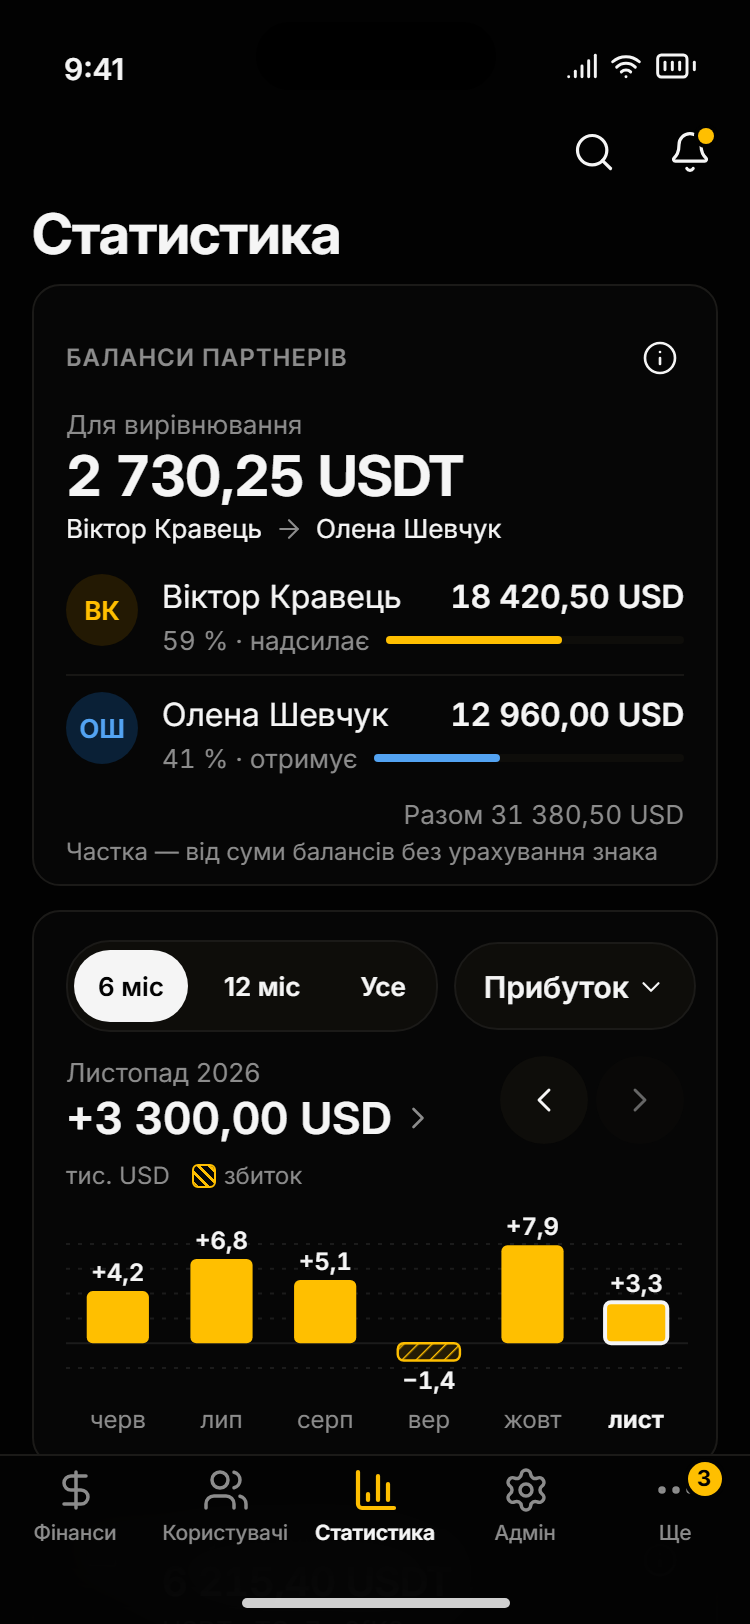 9:41
Статистика
БАЛАНСИ ПАРТНЕРІВ
Для вирівнювання
2 730,25 USDT
Віктор Кравець → Олена Шевчук
ВК Віктор Кравець 18 420,50 USD
59 % · надсилає
ОШ Олена Шевчук 12 960,00 USD
41 % · отримує
Разом 31 380,50 USD
Частка — від суми балансів без урахування знака
6 міс 12 міс Усе Прибуток
Листопад 2026
+3 300,00 USD
тис. USD збиток
+4,2 +6,8 +5,1 −1,4 +7,9 +3,3
черв лип серп вер жовт лист
3
Фінанси Користувачі Статистика Адмін Ще
6 215,40 USDT